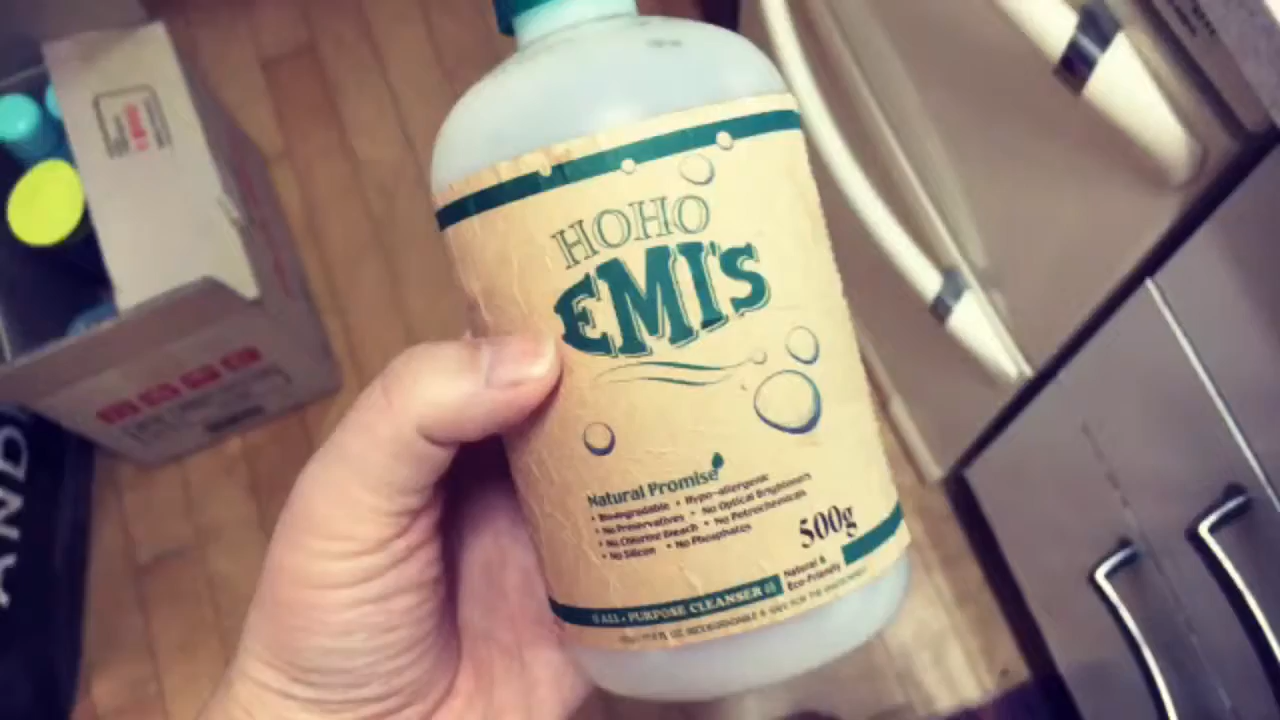 HOHO
EMI's
Natural Promise
• Biodegradable • Hypo-allergenic
• No Preservatives • No Optical Brighteners
• No Chlorine Bleach • No Petrochemicals
• No Silicon • No Phosphates
500g
Natural &
Eco-Friendly
ALL-PURPOSE CLEANSER
AND